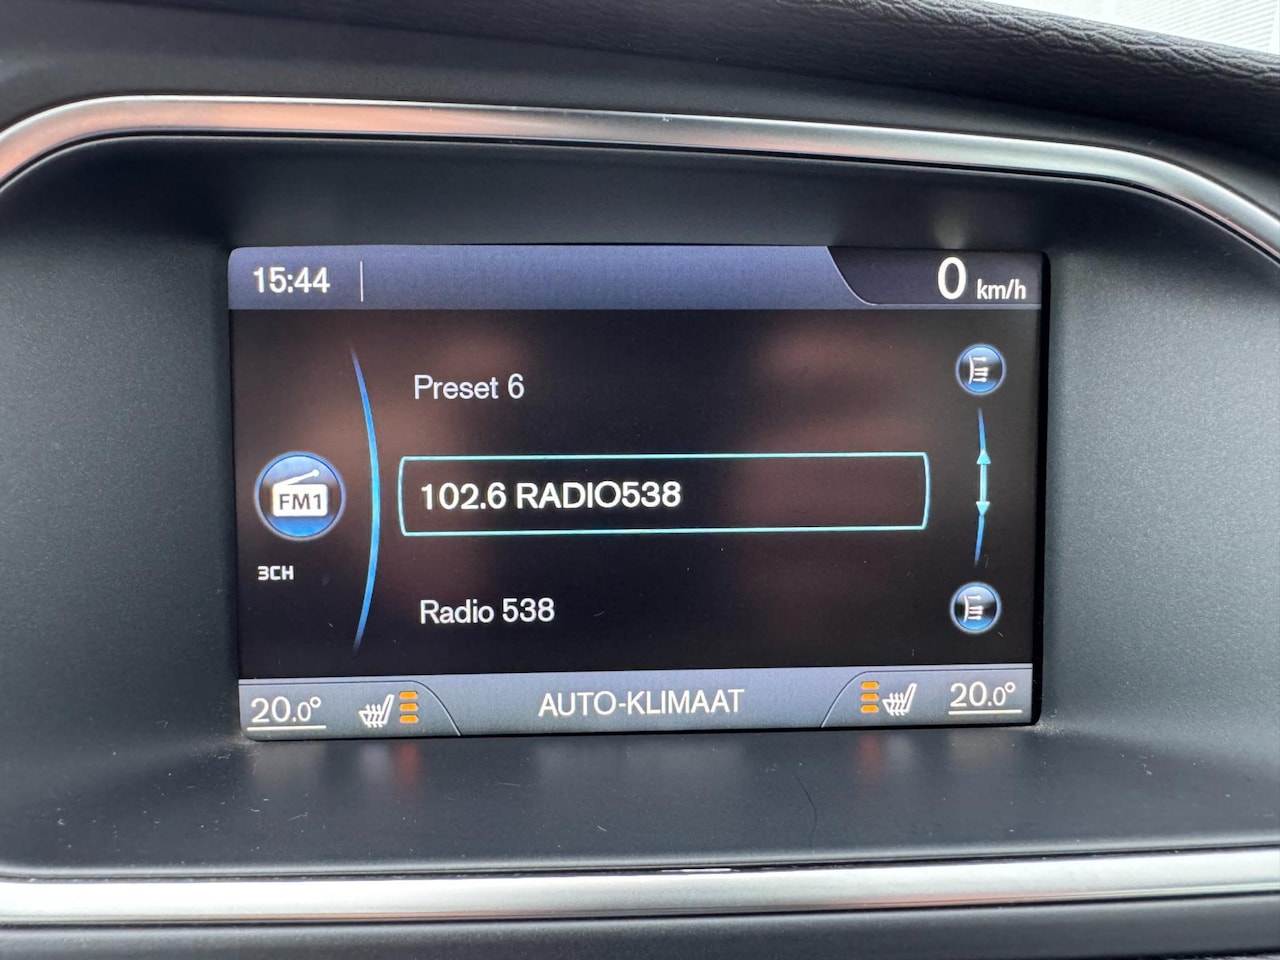 15:44
0 km/h
Preset 6
FM1
102.6 RADIO538
3CH
Radio 538
20.0° AUTO-KLIMAAT 20.0°